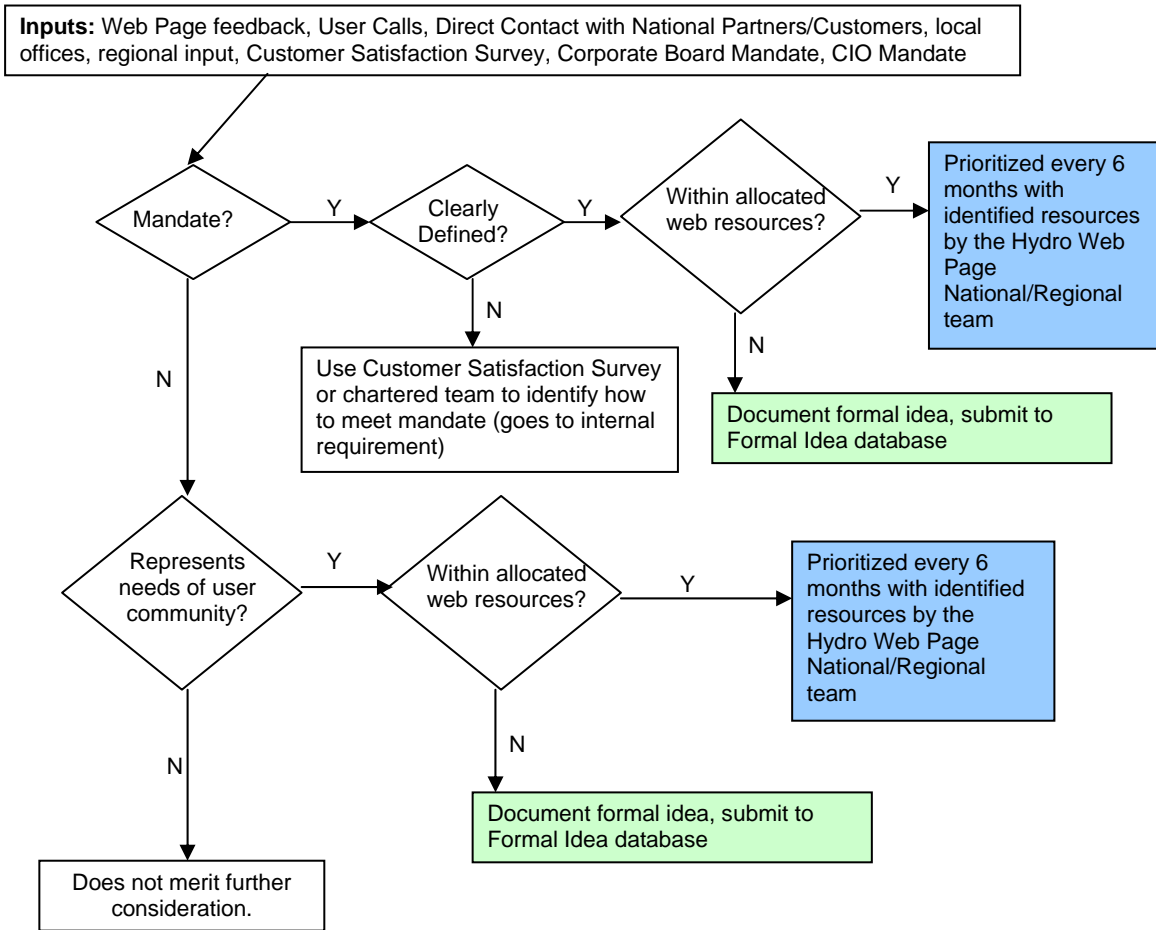 Inputs: Web Page feedback, User Calls, Direct Contact with National Partners/Customers, local
offices, regional input, Customer Satisfaction Survey, Corporate Board Mandate, CIO Mandate
Mandate?
Y
Clearly
Defined?
Y
Within allocated
web resources?
Y
Prioritized every 6
months with
identified resources
by the Hydro Web
Page
National/Regional
team
N
N
N
Use Customer Satisfaction Survey
or chartered team to identify how
to meet mandate (goes to internal
requirement)
Document formal idea, submit to
Formal Idea database
Represents
needs of user
community?
Y
Within allocated
web resources?
Y
Prioritized every 6
months with identified
resources by the
Hydro Web Page
National/Regional
team
N
N
Document formal idea, submit to
Formal Idea database
Does not merit further
consideration.